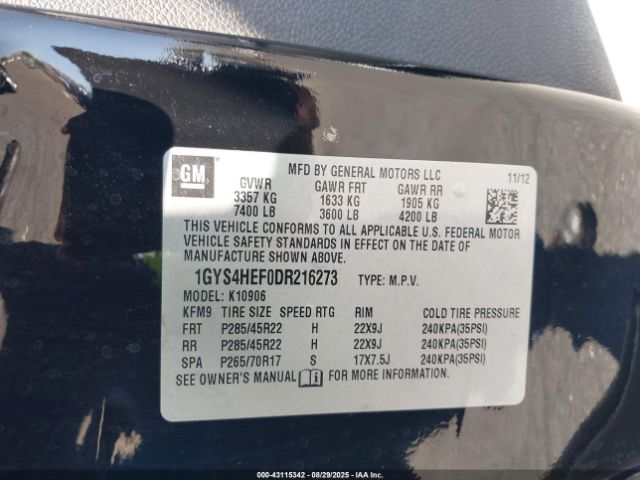 MFD BY GENERAL MOTORS LLC 11/12
GM GVWR GAWR FRT GAWR RR
3357 KG 1633 KG 1905 KG
7400 LB 3600 LB 4200 LB
THIS VEHICLE CONFORMS TO ALL APPLICABLE U.S. FEDERAL MOTOR
VEHICLE SAFETY STANDARDS IN EFFECT ON THE DATE OF
MANUFACTURE SHOWN ABOVE.
1GYS4HEF0DR216273 TYPE: M.P.V.
MODEL: K10906
KFM9 TIRE SIZE SPEED RTG RIM COLD TIRE PRESSURE
FRT P285/45R22 H 22X9J 240KPA(35PSI)
RR P285/45R22 H 22X9J 240KPA(35PSI)
SPA P265/70R17 S 17X7.5J 240KPA(35PSI)
SEE OWNER'S MANUAL FOR MORE INFORMATION.
00-43115342 - 08/29/2025 - IAAI.COM